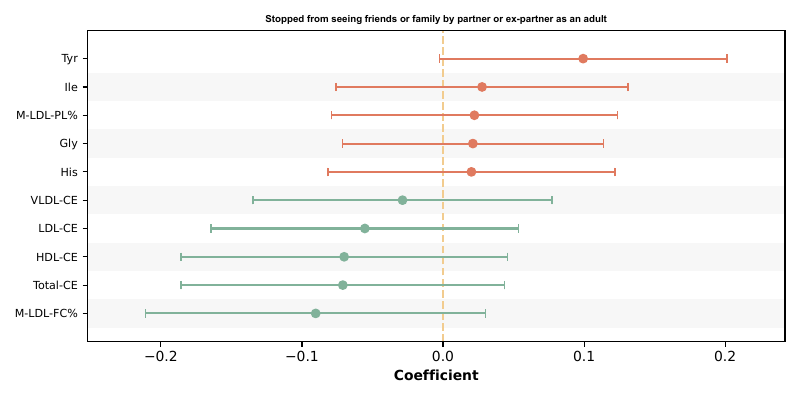 Stopped from seeing friends or family by partner or ex-partner as an adult
Tyr
Ile
M-LDL-PL%
Gly
His
VLDL-CE
LDL-CE
HDL-CE
Total-CE
M-LDL-FC%
−0.2 −0.1 0.0 0.1 0.2
Coefficient